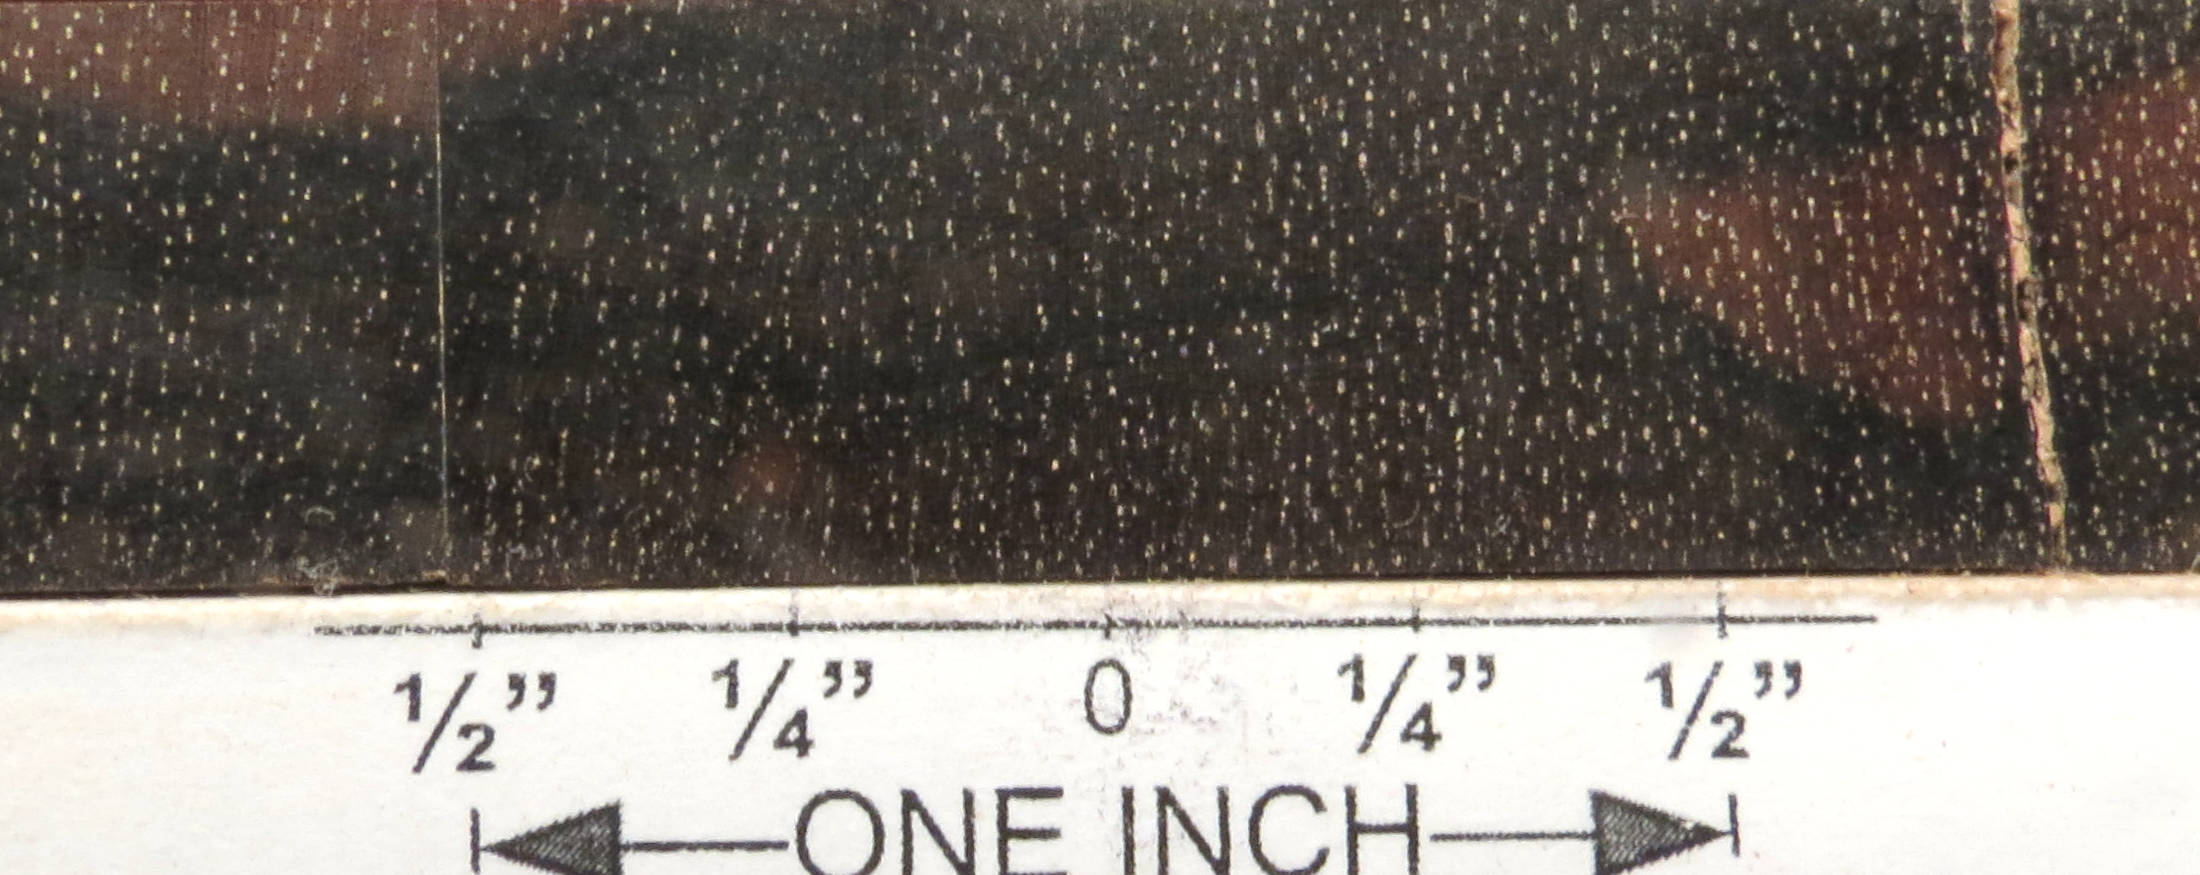 1/2” 1/4” 0 1/4” 1/2”
ONE INCH